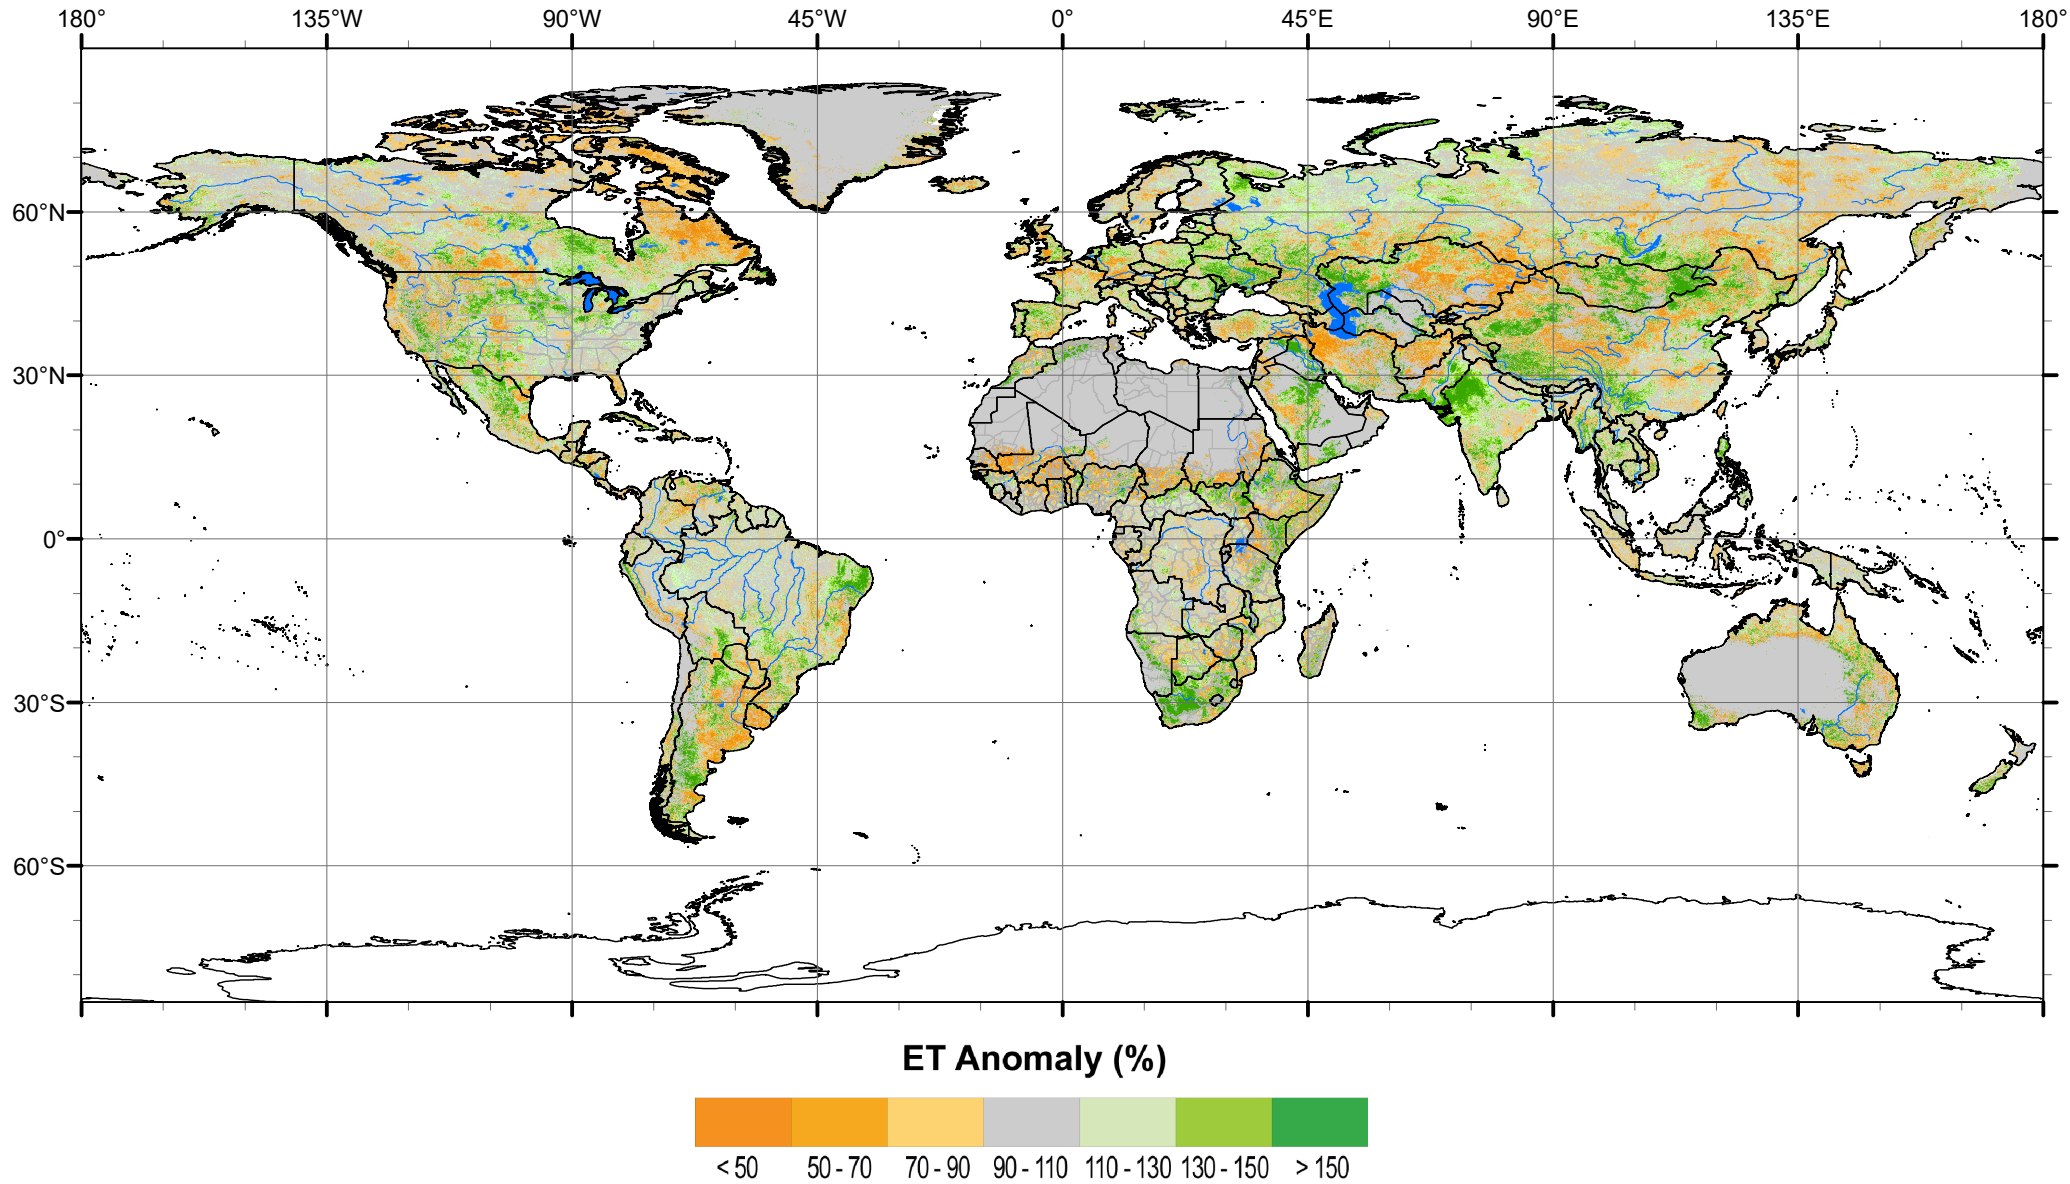 180° 135°W 90°W 45°W 0° 45°E 90°E 135°E 180°
60°N
30°N
0°
30°S
60°S
ET Anomaly (%)
< 50 50 - 70 70 - 90 90 - 110 110 - 130 130 - 150 > 150